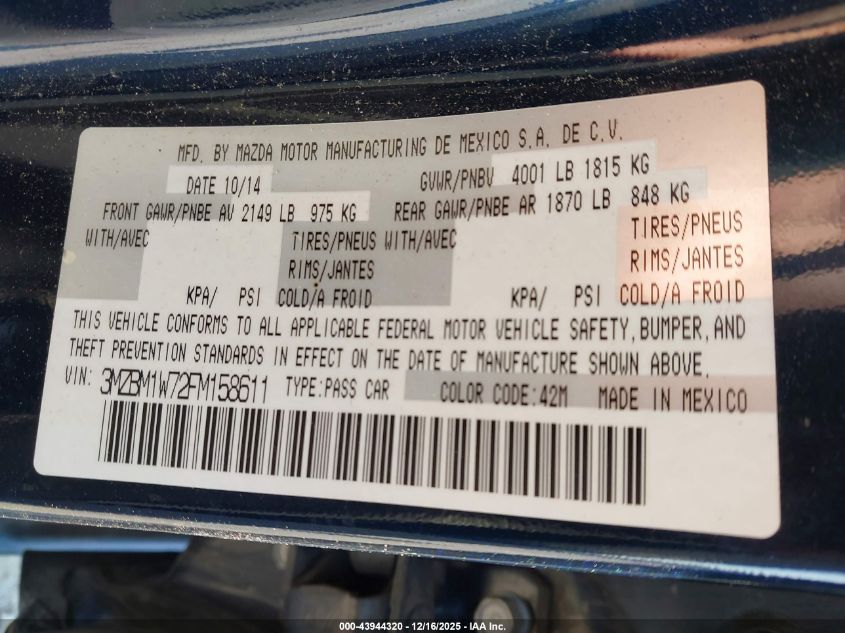 MFD. BY MAZDA MOTOR MANUFACTURING DE MEXICO S.A. DE C.V.
DATE 10/14 GVWR/PNBV 4001 LB 1815 KG
FRONT GAWR/PNBE AV 2149 LB 975 KG REAR GAWR/PNBE AR 1870 LB 848 KG
WITH/AVEC TIRES/PNEUS WITH/AVEC TIRES/PNEUS
RIMS/JANTES RIMS/JANTES
KPA/ PSI COLD/A FROID KPA/ PSI COLD/A FROID
THIS VEHICLE CONFORMS TO ALL APPLICABLE FEDERAL MOTOR VEHICLE SAFETY, BUMPER, AND
THEFT PREVENTION STANDARDS IN EFFECT ON THE DATE OF MANUFACTURE SHOWN ABOVE.
VIN: 3MZBM1W72FM158611 TYPE:PASS CAR COLOR CODE:42M MADE IN MEXICO
000-43944320 - 12/16/2025 - IAA Inc.